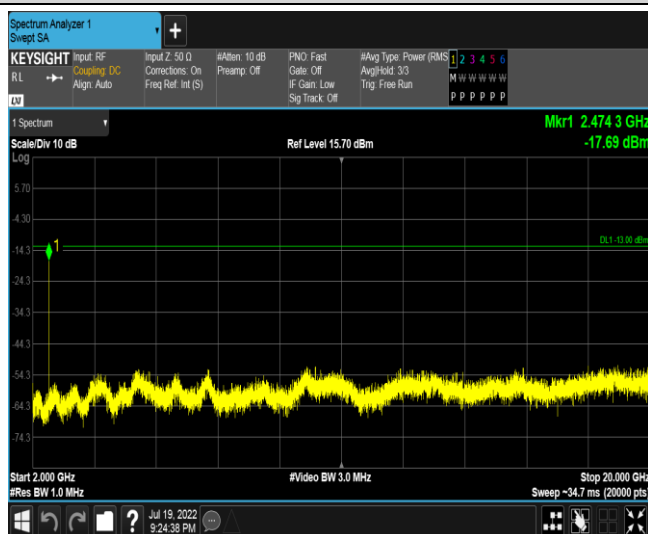 Spectrum Analyzer 1
Swept SA
KEYSIGHT
RL
LXI
Input: RF
Coupling: DC
Align: Auto
Input Z: 50 Ω
Corrections: On
Freq Ref: Int (S)
#Atten: 10 dB
Preamp: Off
PNO: Fast
Gate: Off
IF Gain: Low
Sig Track: Off
#Avg Type: Power (RMS
Avg|Hold: 3/3
Trig: Free Run
1 2 3 4 5 6
M W W W W W
P P P P P P
1 Spectrum
Mkr1 2.474 3 GHz
Scale/Div 10 dB
Ref Level 15.70 dBm
-17.69 dBm
Log
5.70
-4.30
DL1 -13.00 dBm
1
-14.3
-24.3
-34.3
-44.3
-54.3
-64.3
-74.3
Start 2.000 GHz
#Video BW 3.0 MHz
Stop 20.000 GHz
#Res BW 1.0 MHz
Sweep ~34.7 ms (20000 pts)
?
Jul 19, 2022
9:24:38 PM